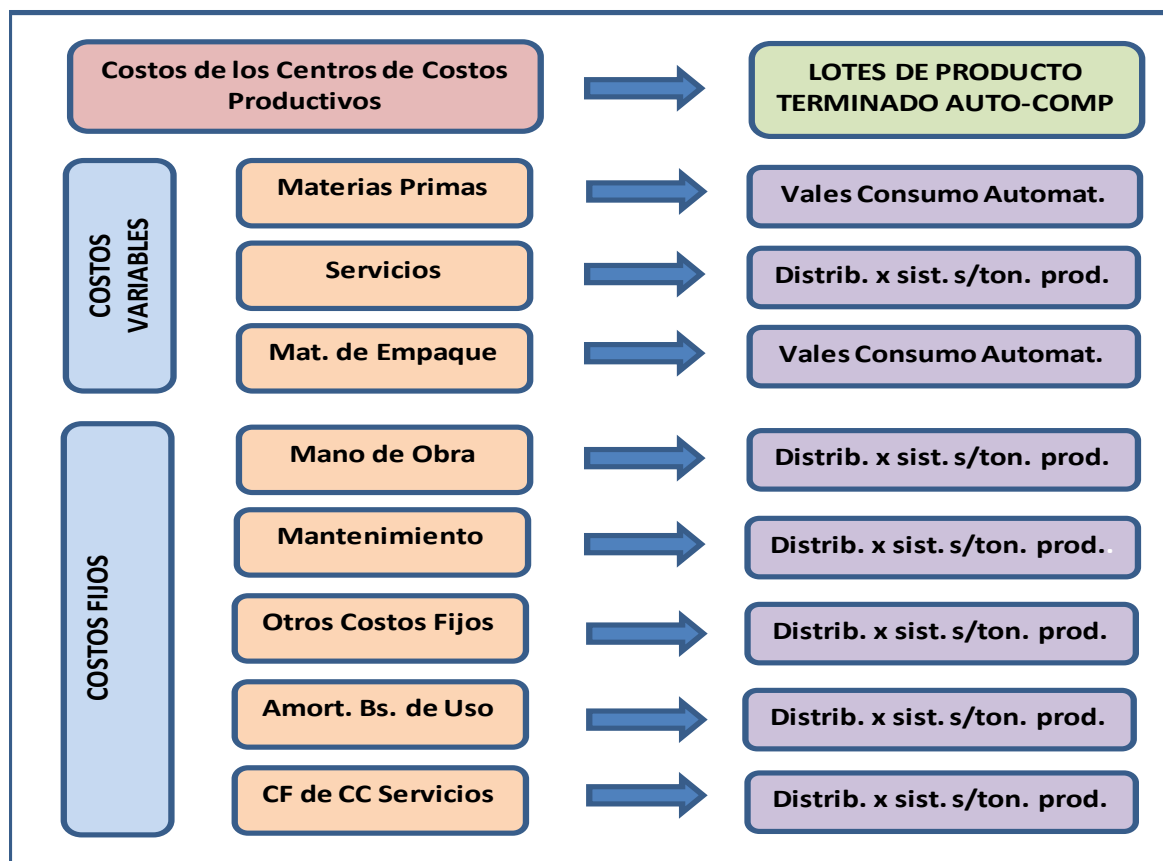 Costos de los Centros de Costos
Productivos
LOTES DE PRODUCTO
TERMINADO AUTO-COMP
COSTOS
VARIABLES
Materias Primas
Vales Consumo Automat.
Servicios
Distrib. x sist. s/ton. prod.
Mat. de Empaque
Vales Consumo Automat.
COSTOS FIJOS
Mano de Obra
Distrib. x sist. s/ton. prod.
Mantenimiento
Distrib. x sist. s/ton. prod..
Otros Costos Fijos
Distrib. x sist. s/ton. prod.
Amort. Bs. de Uso
Distrib. x sist. s/ton. prod.
CF de CC Servicios
Distrib. x sist. s/ton. prod.